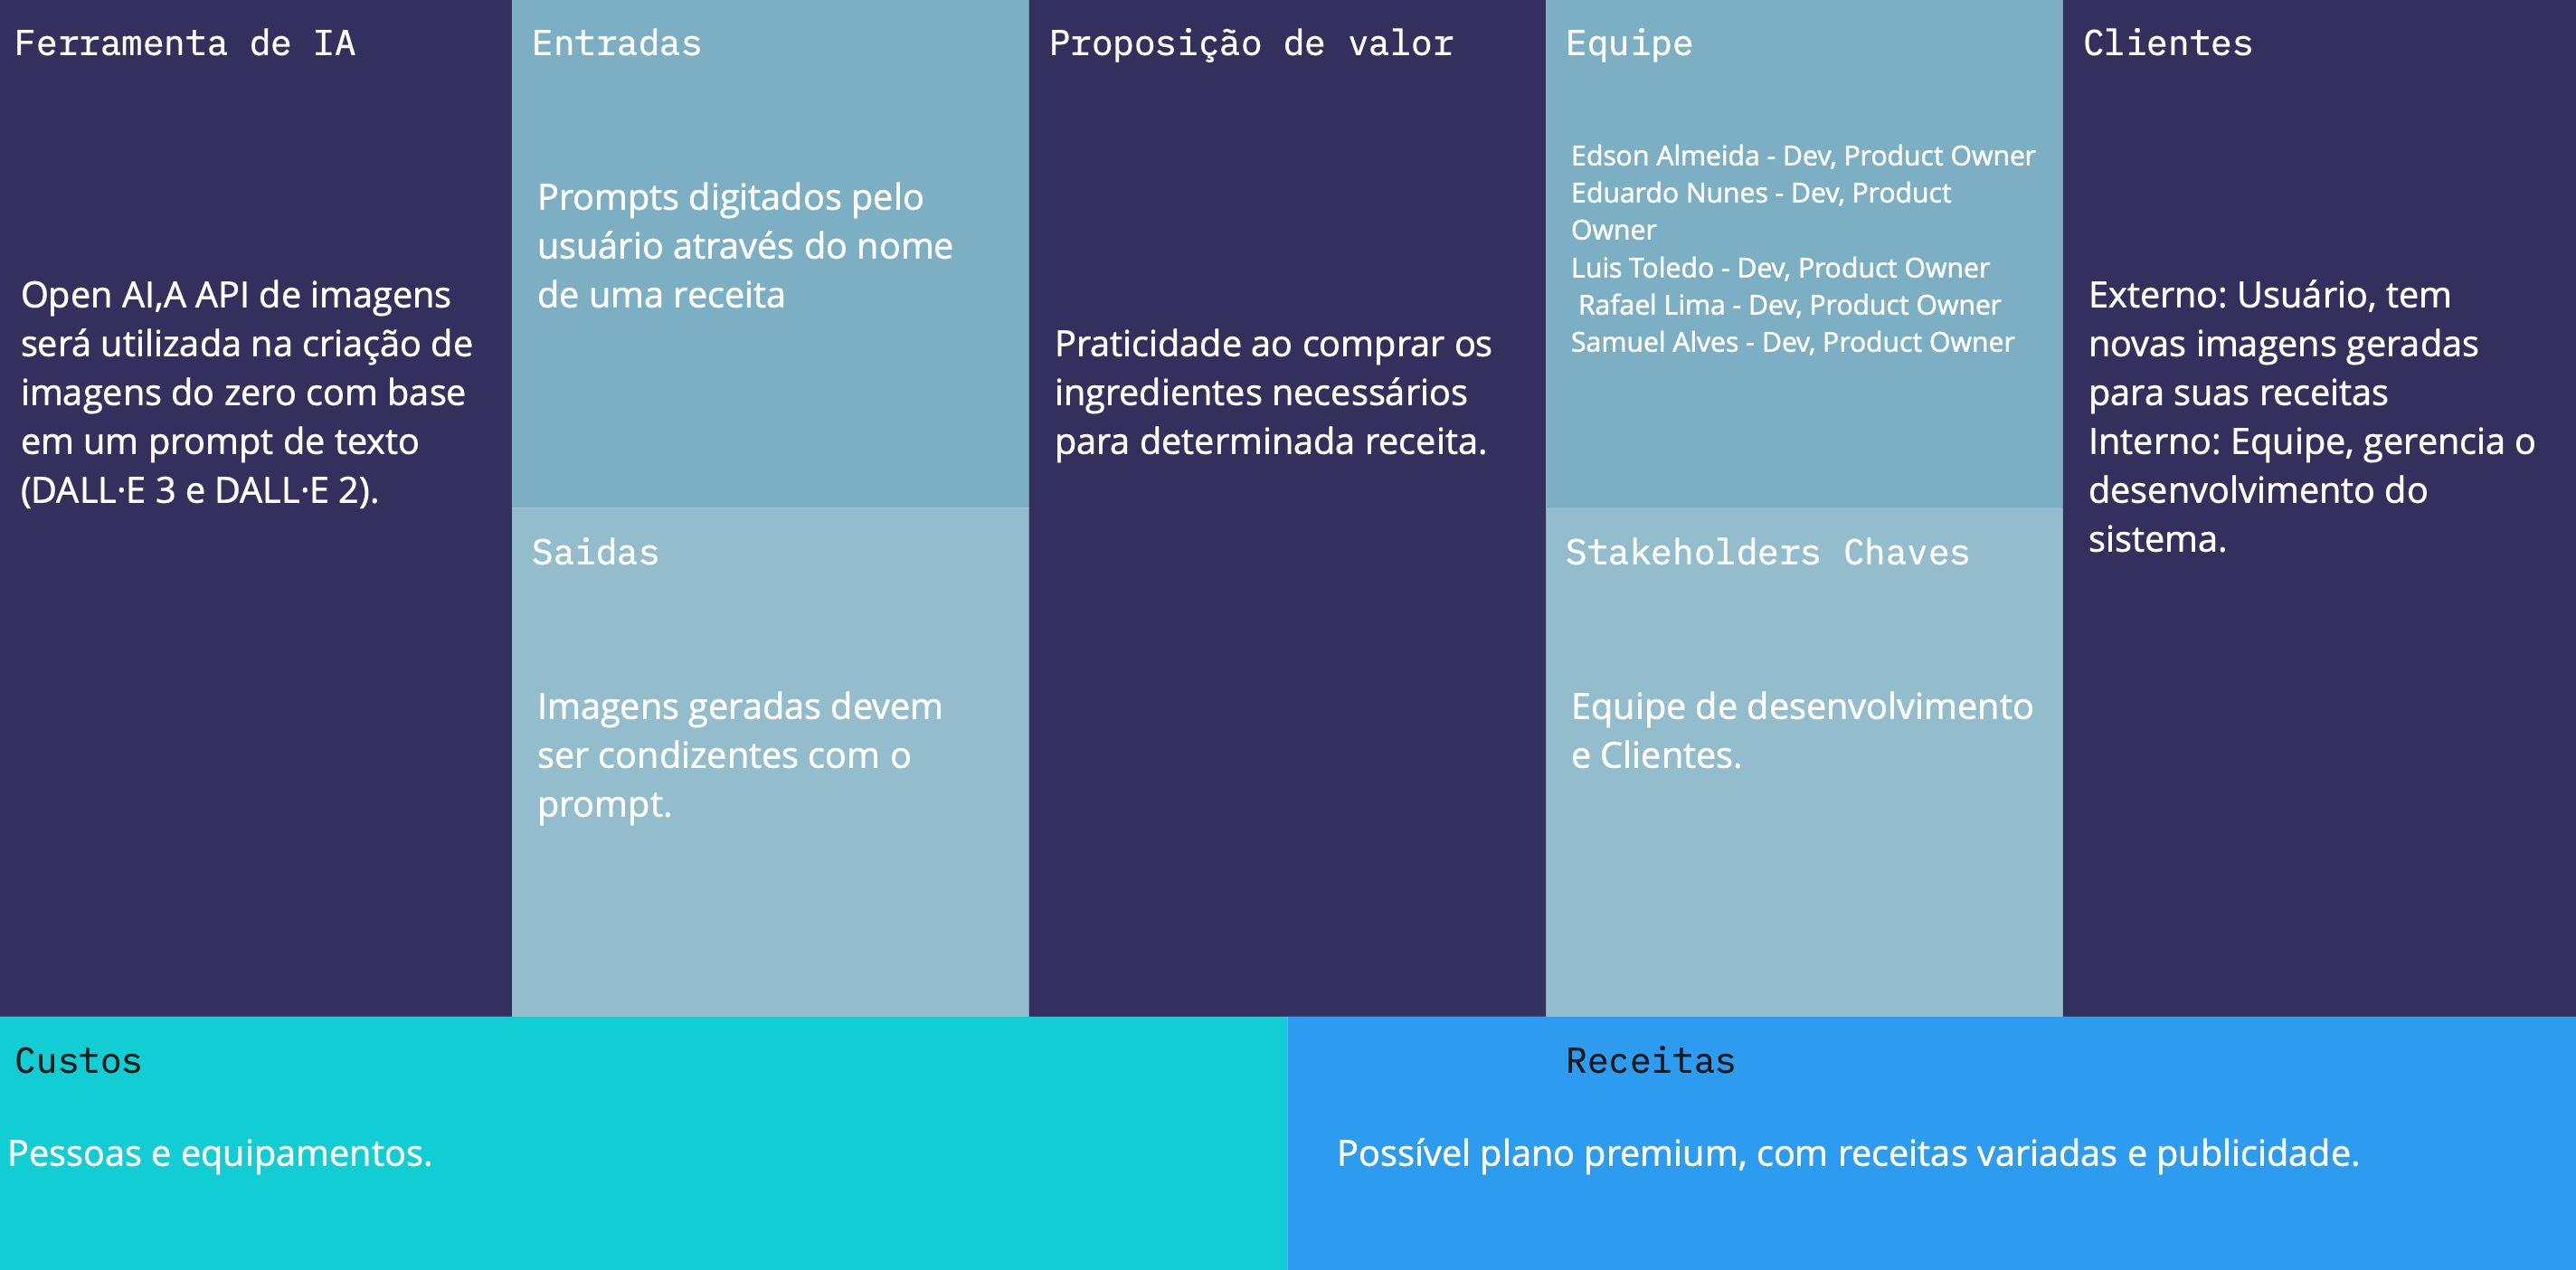 Ferramenta de IA
Open AI,A API de imagens
será utilizada na criação de
imagens do zero com base
em um prompt de texto
(DALL·E 3 e DALL·E 2).
Entradas
Prompts digitados pelo
usuário através do nome
de uma receita
Saidas
Imagens geradas devem
ser condizentes com o
prompt.
Proposição de valor
Praticidade ao comprar os
ingredientes necessários
para determinada receita.
Equipe
Edson Almeida - Dev, Product Owner
Eduardo Nunes - Dev, Product
Owner
Luis Toledo - Dev, Product Owner
Rafael Lima - Dev, Product Owner
Samuel Alves - Dev, Product Owner
Stakeholders Chaves
Equipe de desenvolvimento
e Clientes.
Clientes
Externo: Usuário, tem
novas imagens geradas
para suas receitas
Interno: Equipe, gerencia o
desenvolvimento do
sistema.
Custos
Pessoas e equipamentos.
Receitas
Possível plano premium, com receitas variadas e publicidade.